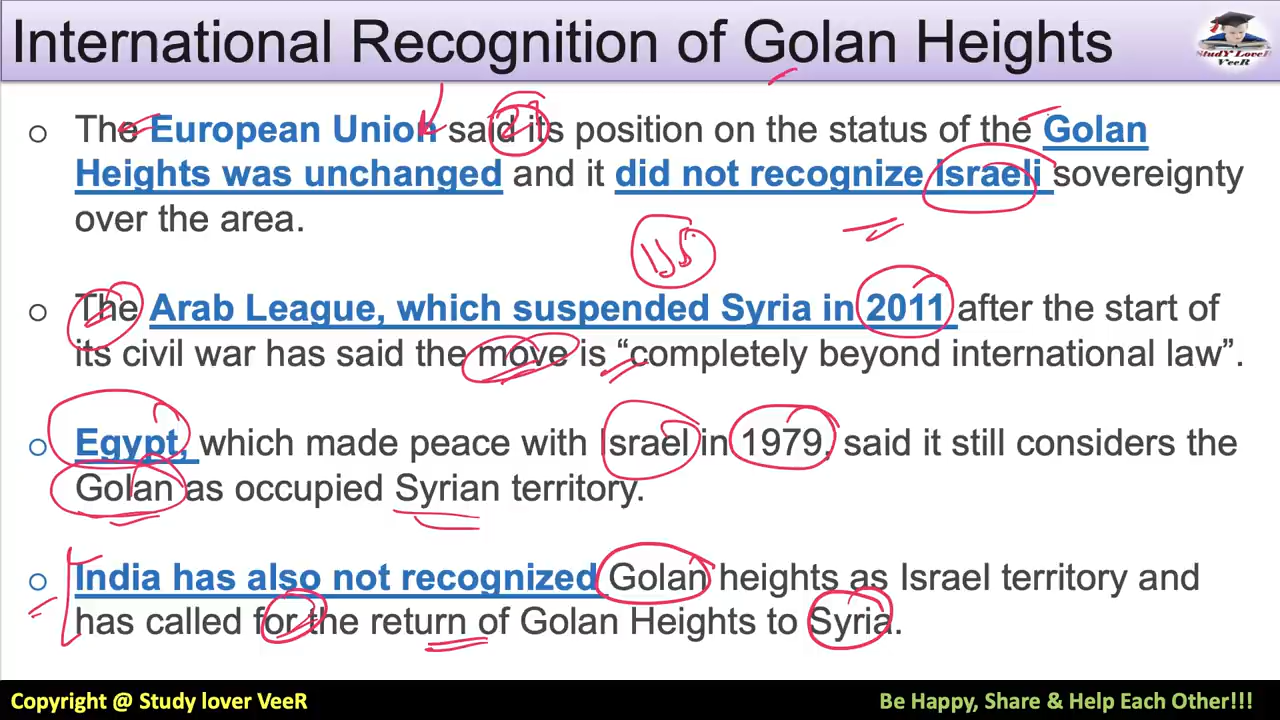 International Recognition of Golan Heights
StudY LoveR
VeeR
○ The European Union said its position on the status of the Golan
Heights was unchanged and it did not recognize Israeli sovereignty
over the area.
US
○ The Arab League, which suspended Syria in 2011 after the start of
its civil war has said the move is “completely beyond international law”.
○ Egypt, which made peace with Israel in 1979, said it still considers the
Golan as occupied Syrian territory.
○ India has also not recognized Golan heights as Israel territory and
has called for the return of Golan Heights to Syria.
Copyright @ Study lover VeeR
Be Happy, Share & Help Each Other!!!